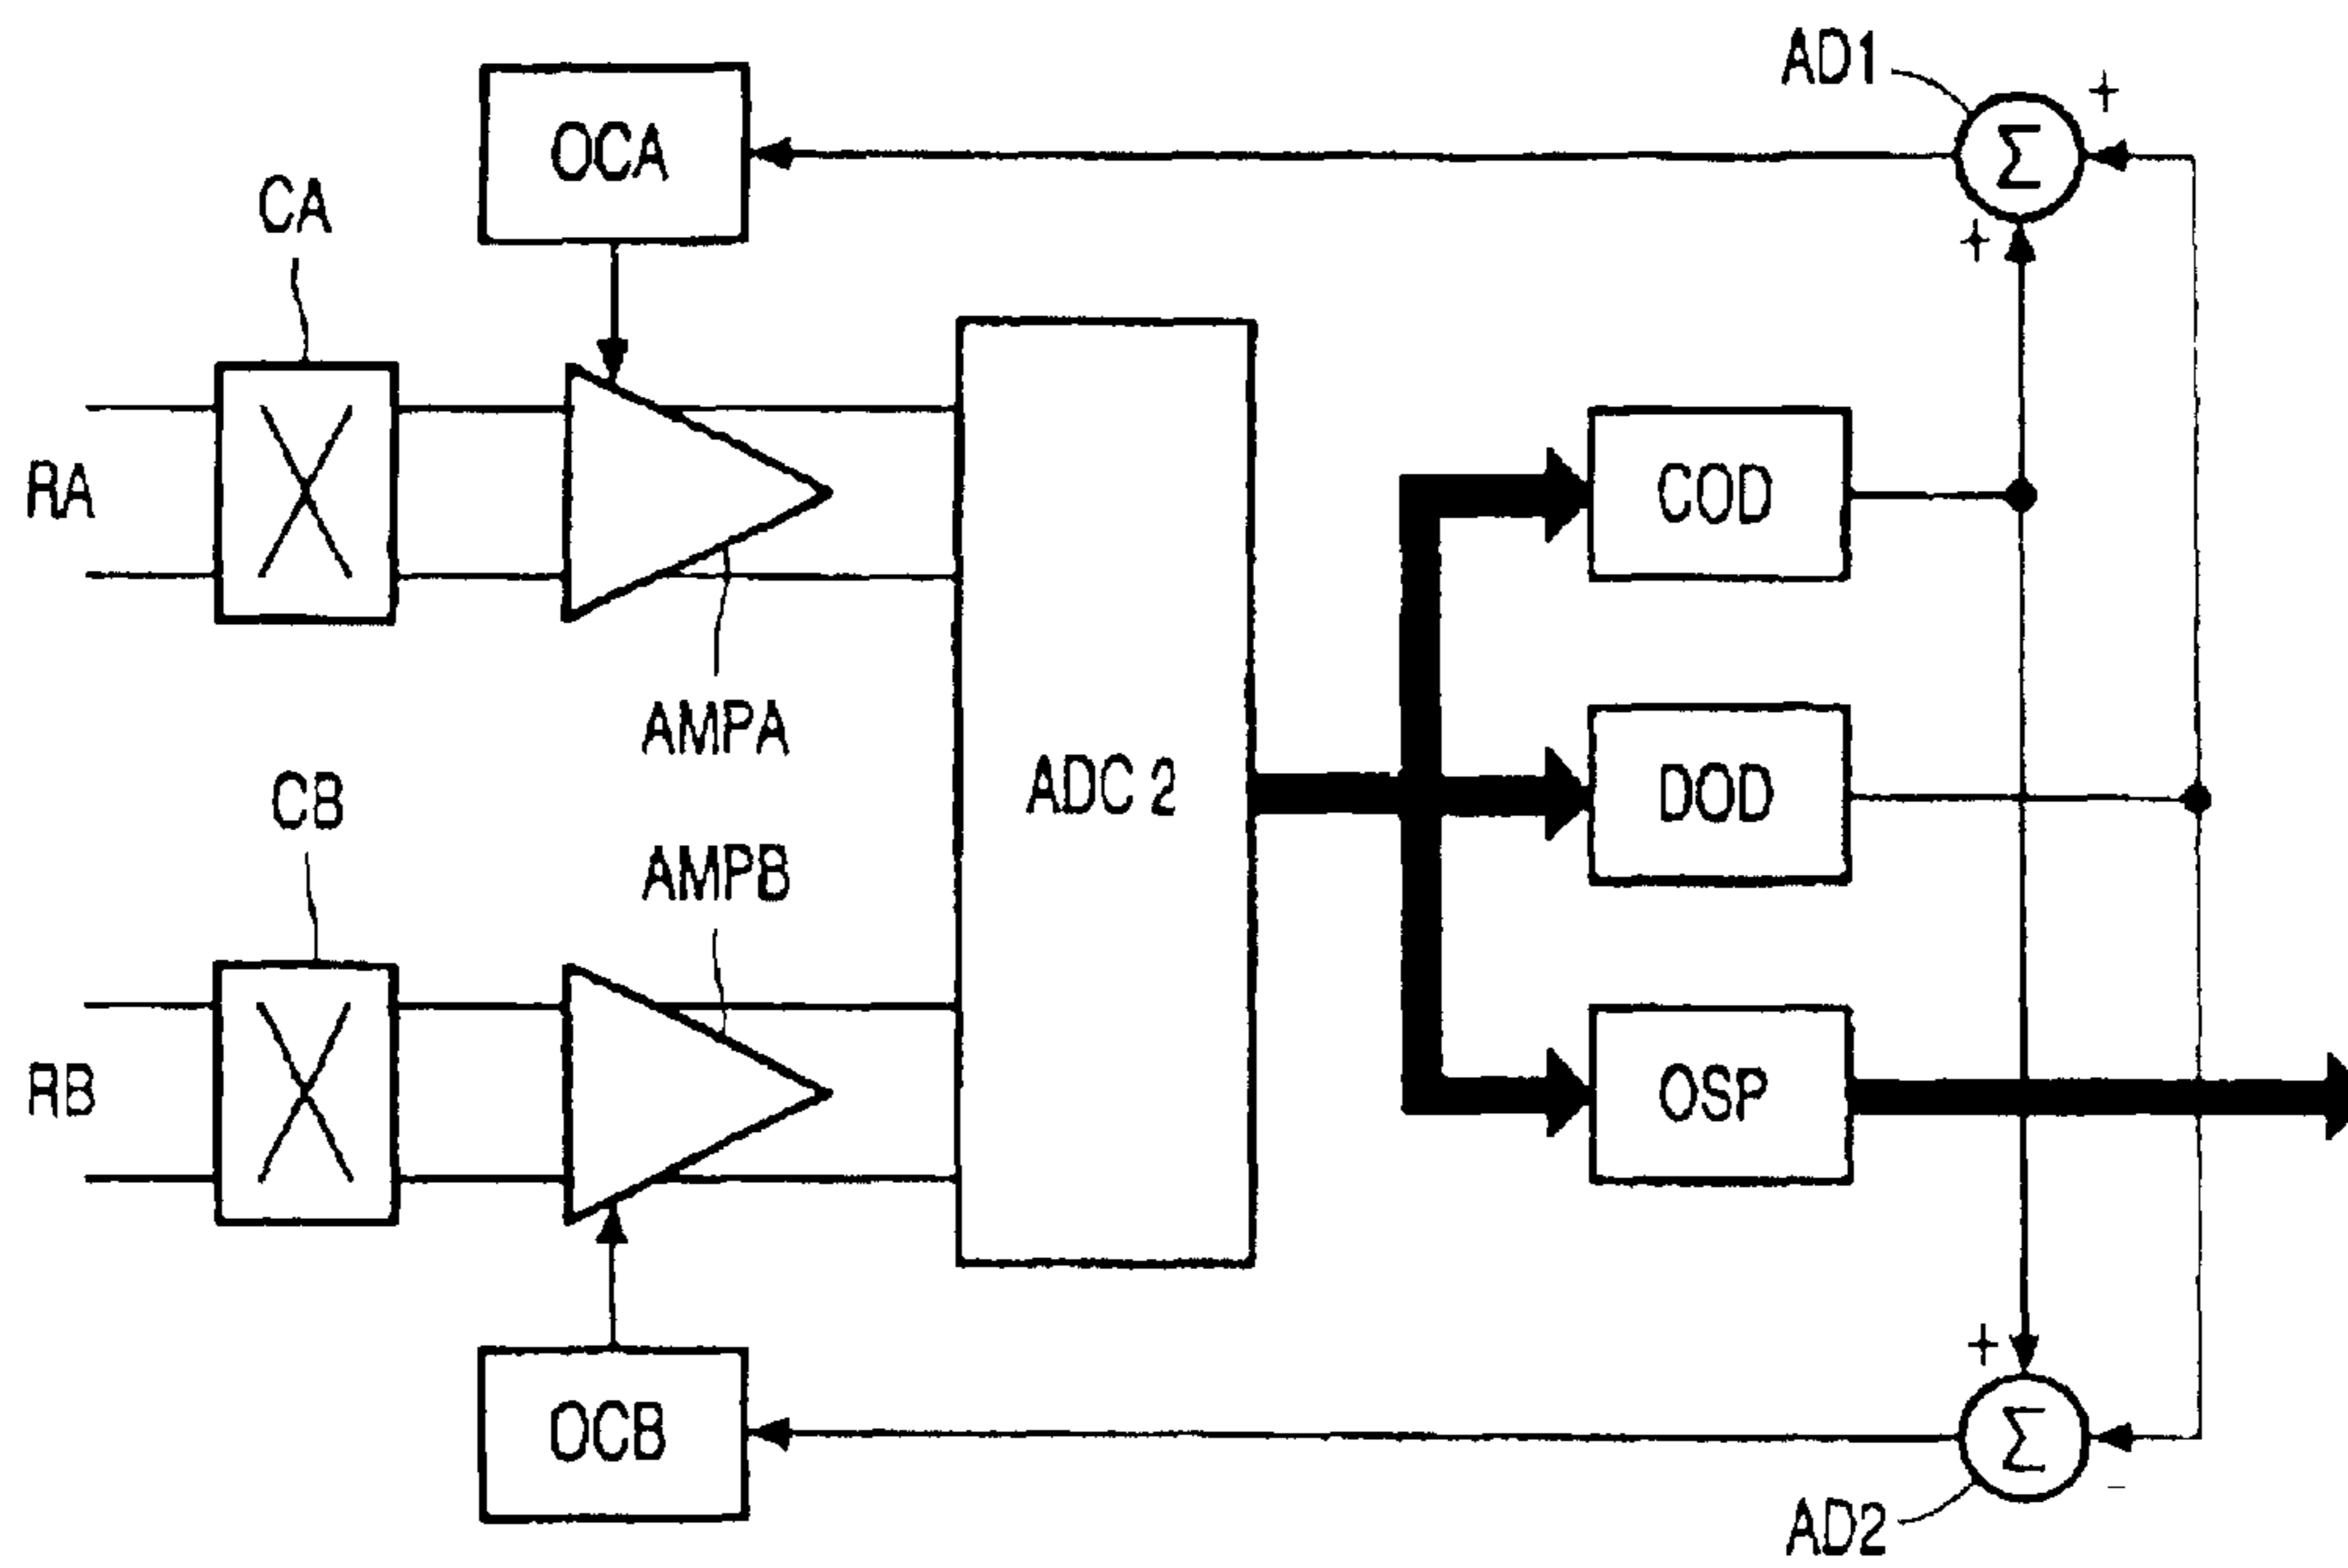 AD1
+
OCA
Σ
CA
+
RA
COD
AMPA
ADC 2
DOD
CB
AMPB
RB
OSP
+
OCB
Σ
−
AD2